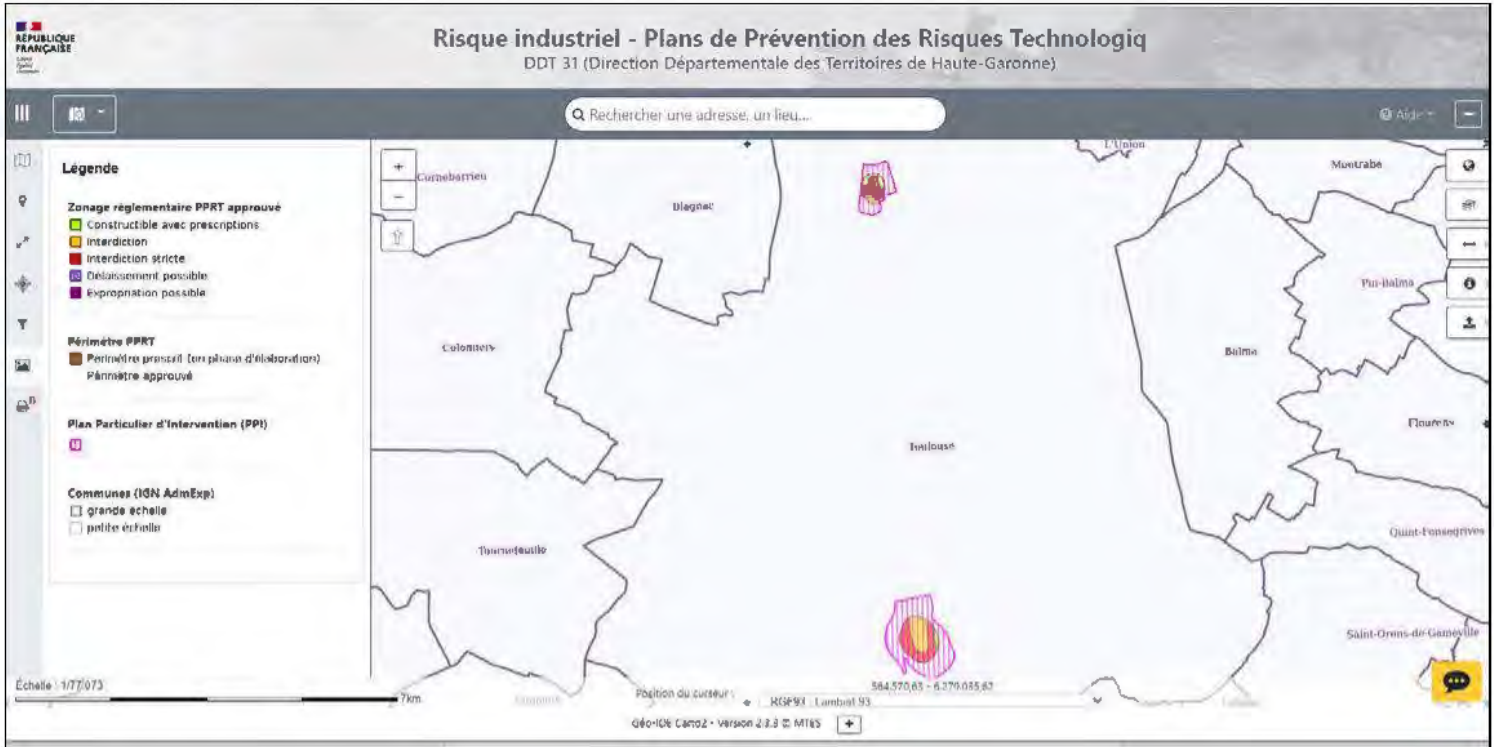 RÉPUBLIQUE
FRANÇAISE
Risque industriel - Plans de Prévention des Risques Technologiq
DDT 31 (Direction Départementale des Territoires de Haute-Garonne)
Rechercher une adresse, un lieu...
Aide
Légende
Zonage réglementaire PPRT approuvé
Constructible avec prescriptions
Interdiction
Interdiction stricte
Délaissement possible
Expropriation possible
Périmètre PPRT
Périmètre prescrit (en phase d'élaboration)
Périmètre approuvé
Plan Particulier d'Intervention (PPI)
Communes (IGN AdmExp)
grande échelle
petite échelle
Cornebarrieu
Blagnac
L'Union
Montrabé
Colomiers
Pin-Balma
Balma
Flourens
Toulouse
Quint-Fonsegrives
Tournefeuille
Saint-Orens-de-Gameville
Échelle : 1/77 073
7km
Position du curseur :
564.570,63 - 6.270.035,62
RGF93 / Lambert 93
Géo-IDE Carto2 - Version 2.3.3 © MTES